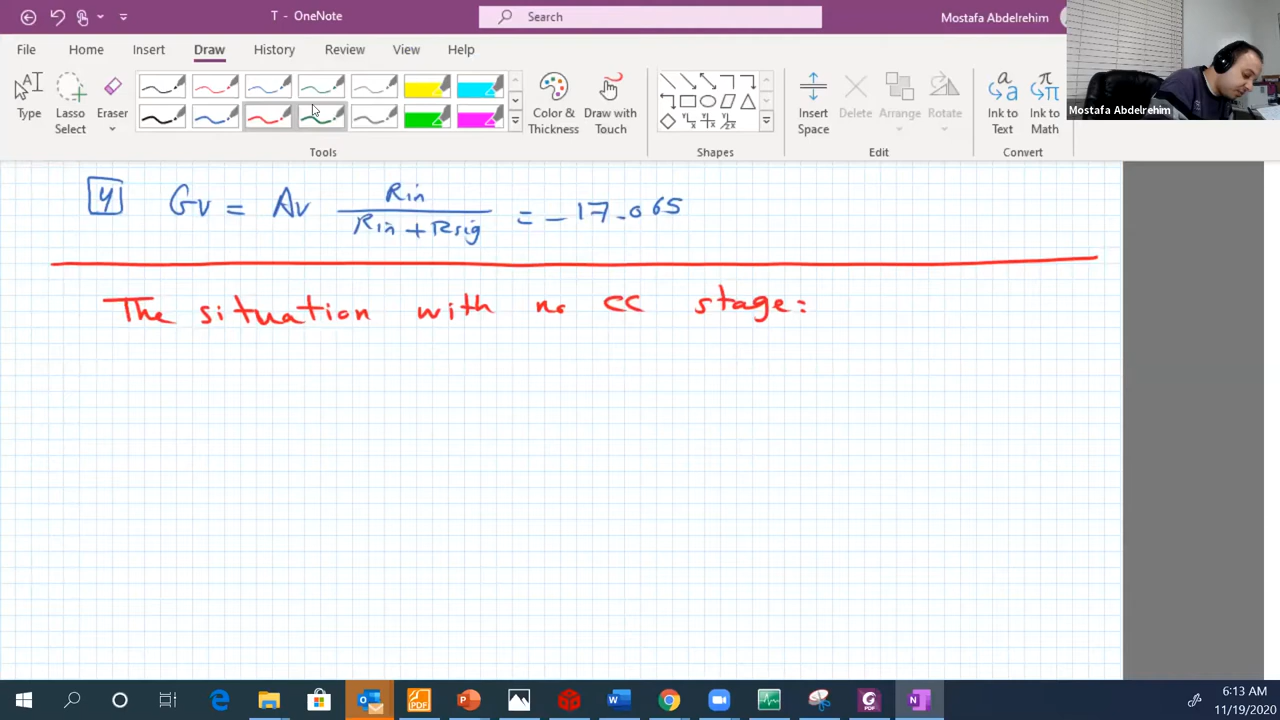 T - OneNote
Search
Mostafa Abdelrehim
File Home Insert Draw History Review View Help
Type
Lasso Select
Eraser
Color & Thickness
Draw with Touch
Insert Space
Delete
Arrange
Rotate
Ink to Text
Ink to Math
Tools
Shapes
Edit
Convert
Mostafa Abdelrehim
4 Gv = Av Rin / Rin + Rsig = -17.065
The situation with no CC stage:
6:13 AM
11/19/2020